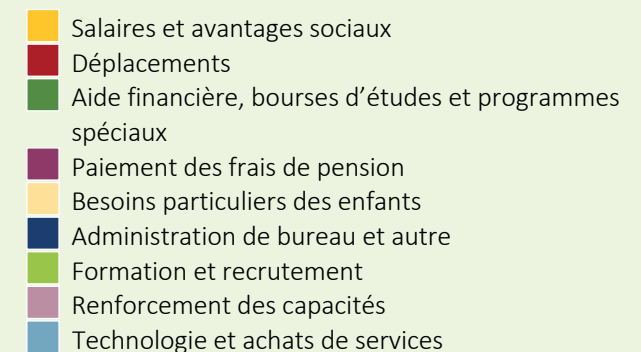 Salaires et avantages sociaux
Déplacements
Aide financière, bourses d’études et programmes
spéciaux
Paiement des frais de pension
Besoins particuliers des enfants
Administration de bureau et autre
Formation et recrutement
Renforcement des capacités
Technologie et achats de services